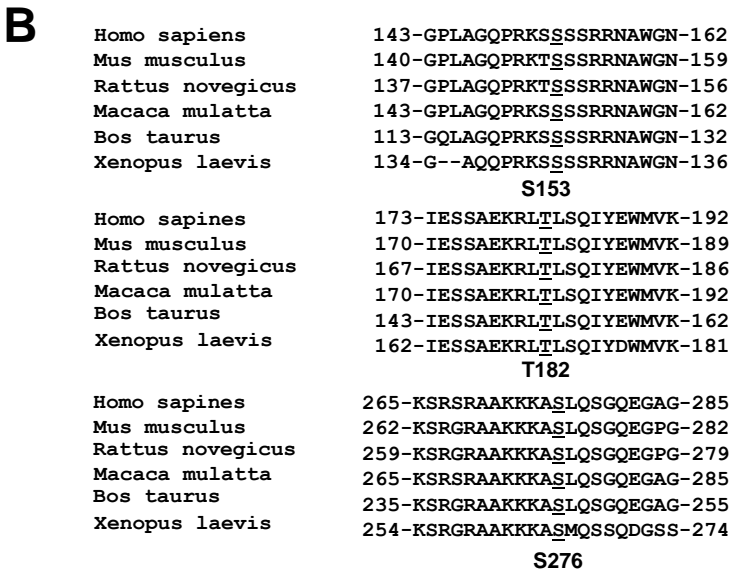 B
Homo sapiens 143-GPLAGQPRKSSSSRRNAWGN-162
Mus musculus 140-GPLAGQPRKTSSSRRNAWGN-159
Rattus novegicus 137-GPLAGQPRKTSSSRRNAWGN-156
Macaca mulatta 143-GPLAGQPRKSSSSRRNAWGN-162
Bos taurus 113-GQLAGQPRKSSSSRRNAWGN-132
Xenopus laevis 134-G--AQQPRKSSSSRRNAWGN-136
S153
Homo sapines 173-IESSAEKRLTLSQIYEWMVK-192
Mus musculus 170-IESSAEKRLTLSQIYEWMVK-189
Rattus novegicus 167-IESSAEKRLTLSQIYEWMVK-186
Macaca mulatta 170-IESSAEKRLTLSQIYEWMVK-192
Bos taurus 143-IESSAEKRLTLSQIYEWMVK-162
Xenopus laevis 162-IESSAEKRLTLSQIYDWMVK-181
T182
Homo sapines 265-KSRSRAAKKKASLQSGQEGAG-285
Mus musculus 262-KSRGRAAKKKASLQSGQEGPG-282
Rattus novegicus 259-KSRGRAAKKKASLQSGQEGPG-279
Macaca mulatta 265-KSRSRAAKKKASLQSGQEGAG-285
Bos taurus 235-KSRGRAAKKKASLQSGQEGAG-255
Xenopus laevis 254-KSRGRAAKKKASMQSSQDGSS-274
S276